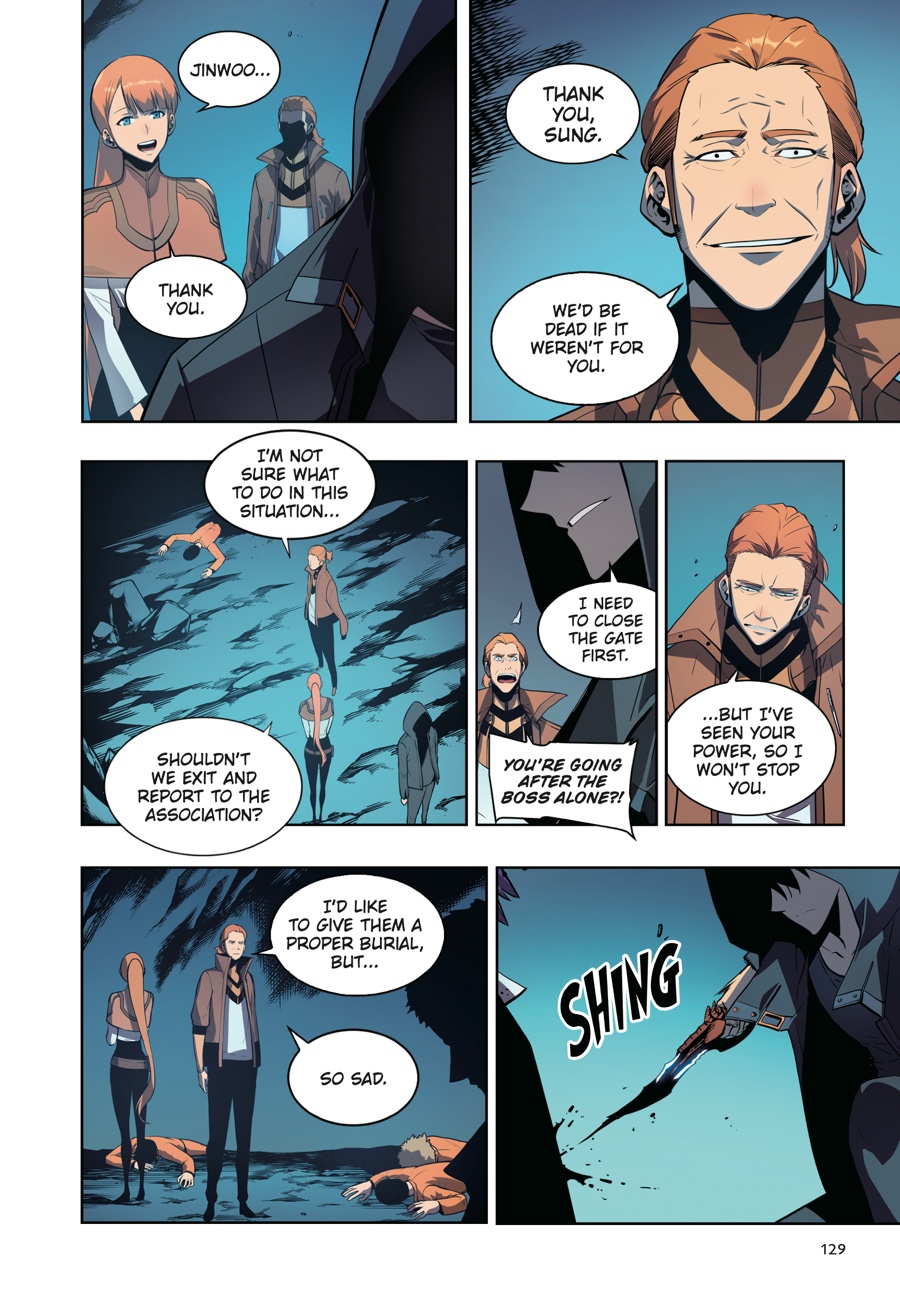 JINWOO...
THANK
YOU.
THANK
YOU,
SUNG.
WE'D BE
DEAD IF IT
WEREN'T FOR
YOU.
I'M NOT
SURE WHAT
TO DO IN THIS
SITUATION...
SHOULDN'T
WE EXIT AND
REPORT TO THE
ASSOCIATION?
I NEED
TO CLOSE
THE GATE
FIRST.
YOU'RE GOING
AFTER THE
BOSS ALONE?!
...BUT I'VE
SEEN YOUR
POWER, SO I
WON'T STOP
YOU.
I'D LIKE
TO GIVE THEM A
PROPER BURIAL,
BUT...
SO SAD.
SHING
129